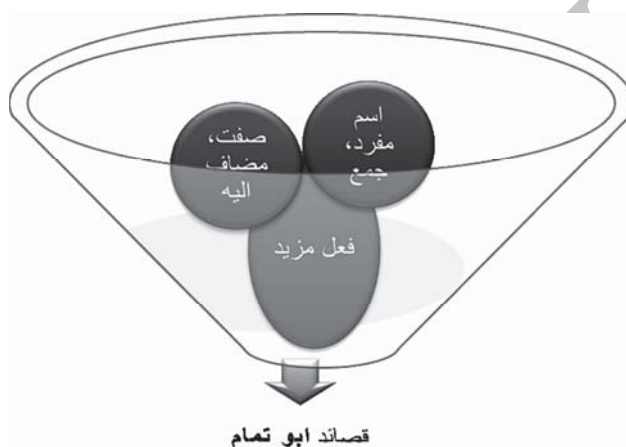 اسم
مفرد،
جمع
صفت،
مضاف
الیه
فعل مزید
قصائد ابو تمام